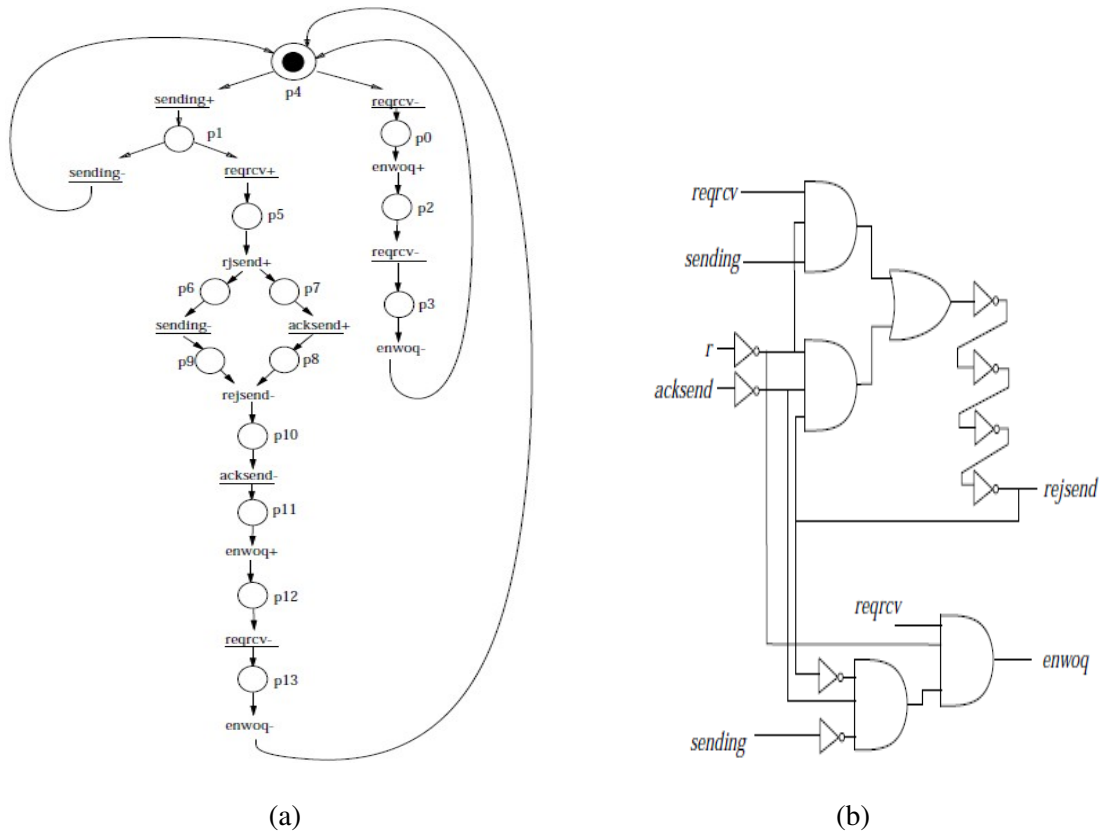 p4
sending+
reqrcv-
p1
p0
sending-
reqrcv+
enwoq+
p5
p2
rjsend+
reqrcv-
p6
p7
p3
sending-
acksend+
p9
p8
enwoq-
rejsend-
p10
acksend-
p11
enwoq+
p12
reqrcv-
p13
enwoq-
(a)
reqrcv
sending
r
acksend
rejsend
reqrcv
enwoq
sending
(b)